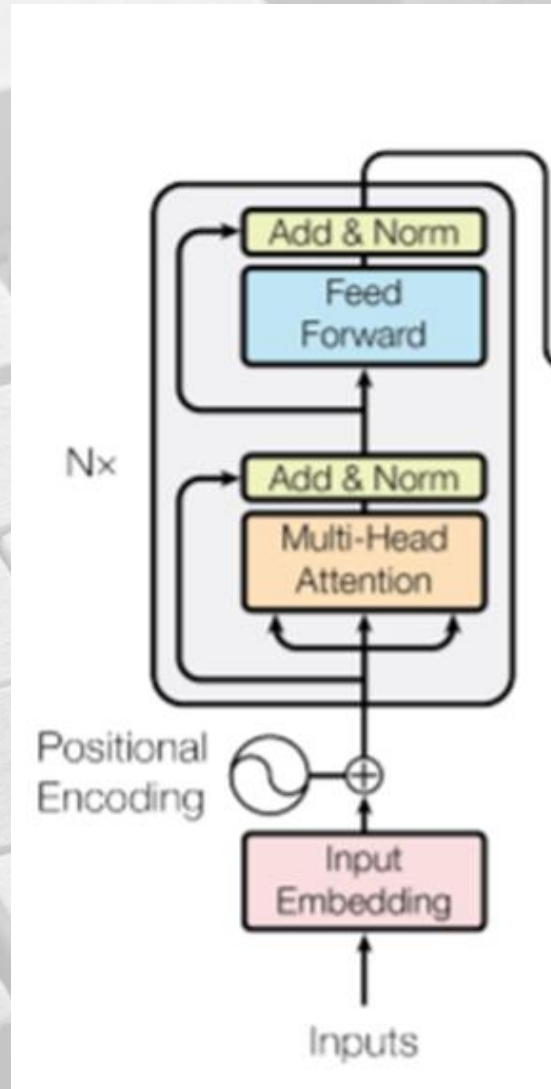 Add & Norm
Feed
Forward
Nx
Add & Norm
Multi-Head
Attention
Positional
Encoding
Input
Embedding
Inputs